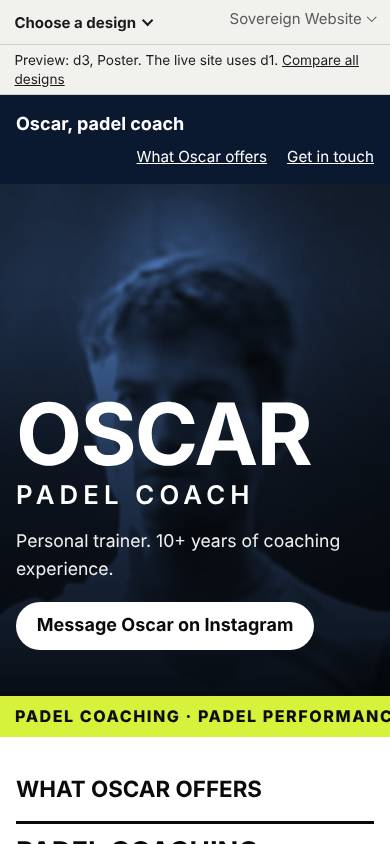 Choose a design
Sovereign Website
Preview: d3, Poster. The live site uses d1. Compare all
designs
Oscar, padel coach
What Oscar offers Get in touch
OSCAR
PADEL COACH
Personal trainer. 10+ years of coaching
experience.
Message Oscar on Instagram
PADEL COACHING · PADEL PERFORMANC
WHAT OSCAR OFFERS
PADEL COACHING